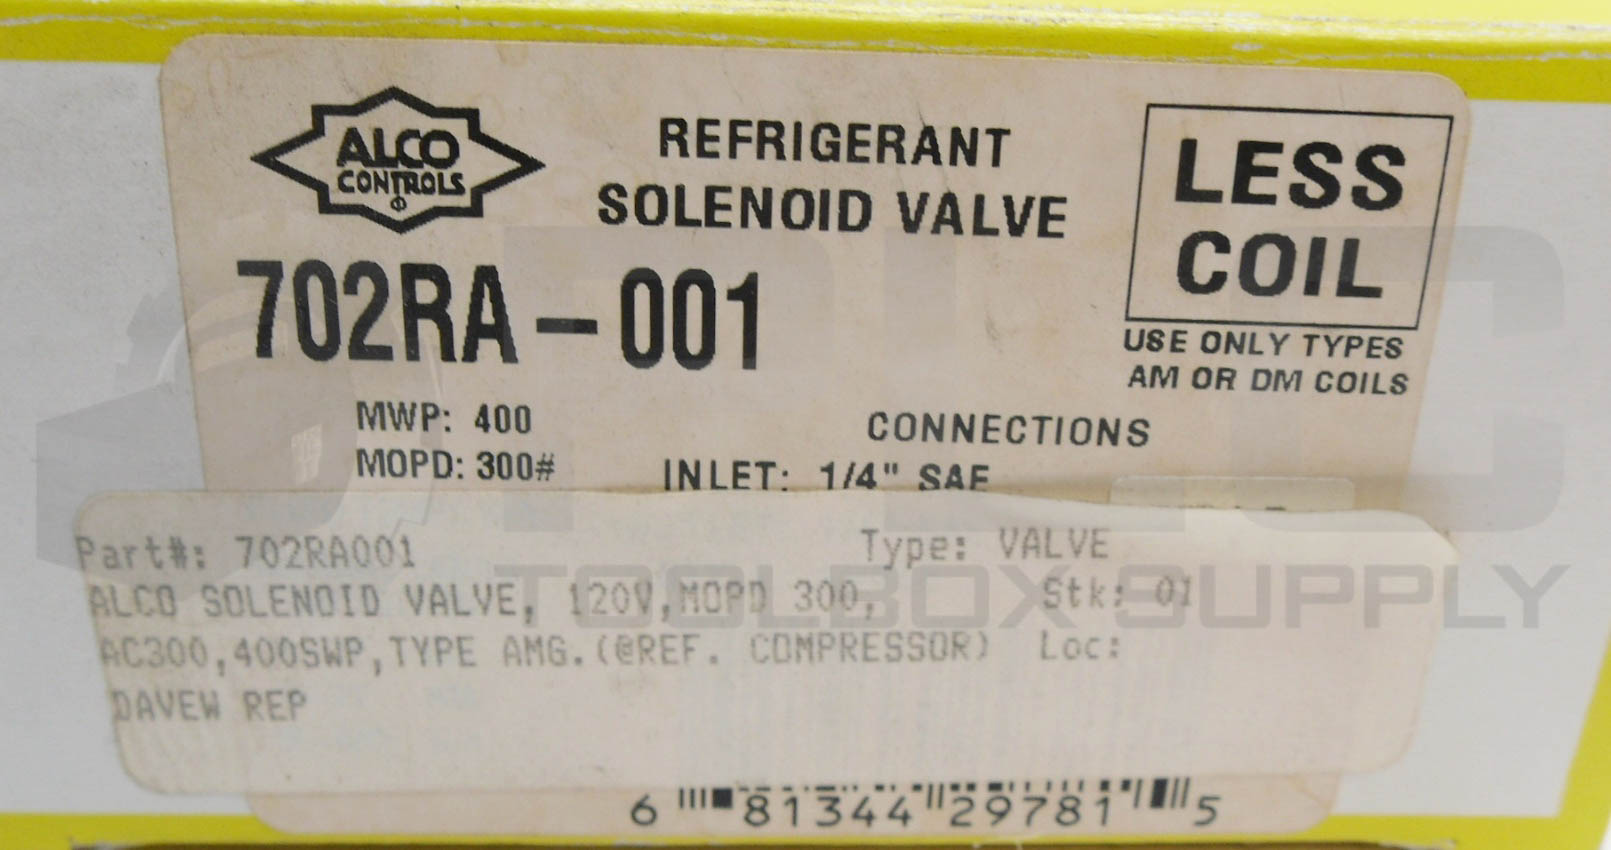 ALCO
CONTROLS
®
REFRIGERANT
SOLENOID VALVE
LESS
COIL
702RA-001
USE ONLY TYPES
AM OR DM COILS
MWP: 400
MOPD: 300#
CONNECTIONS
INLET: 1/4" SAE
Part#: 702RA001 Type: VALVE
ALCO SOLENOID VALVE, 120V,MOPD 300, Stk: 01
AC300,400SWP,TYPE AMG.(@REF. COMPRESSOR) Loc:
DAVEW REP
6 81344 29781 5
PLC
TOOLBOX SUPPLY